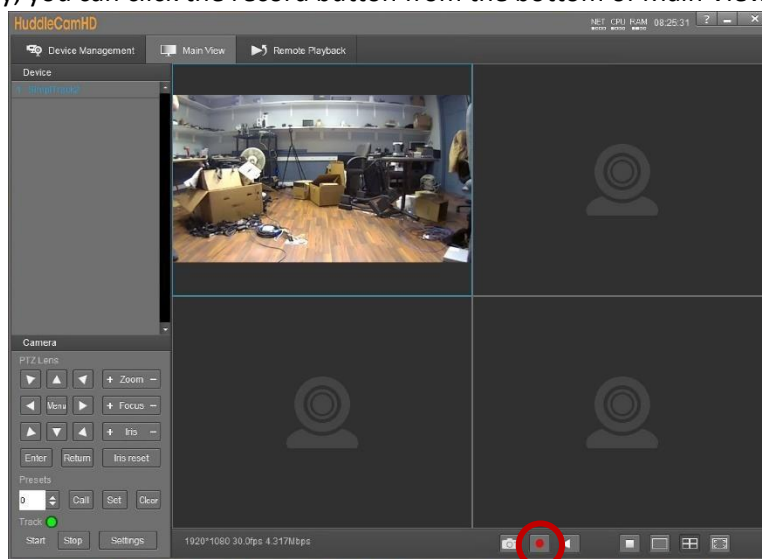 you can click the record button from the bottom of Main View
HuddleCamHD
NET CPU RAM 08:25:31 ?
Device Management Main View Remote Playback
Device
Camera
PTZ Lens
+ Zoom −
Menu + Focus −
+ Iris −
Enter Return Iris reset
Presets
0 Call Set Clear
Track
Start Stop Settings
1920*1080 30.0fps 4.317Mbps